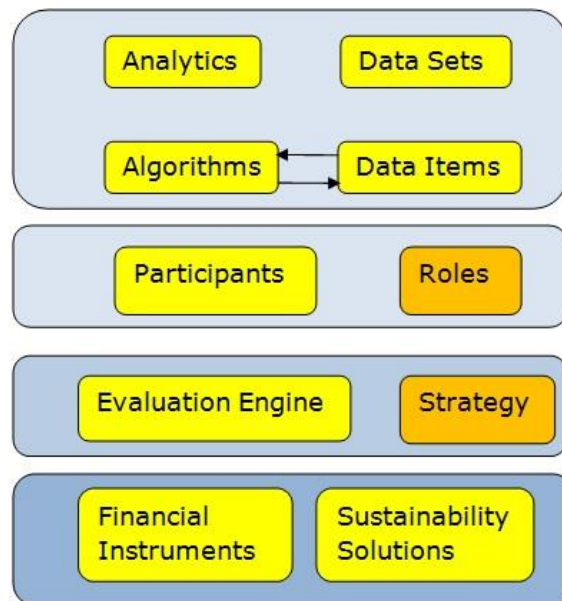 Analytics
Data Sets
Algorithms
Data Items
Participants
Roles
Evaluation Engine
Strategy
Financial
Instruments
Sustainability
Solutions